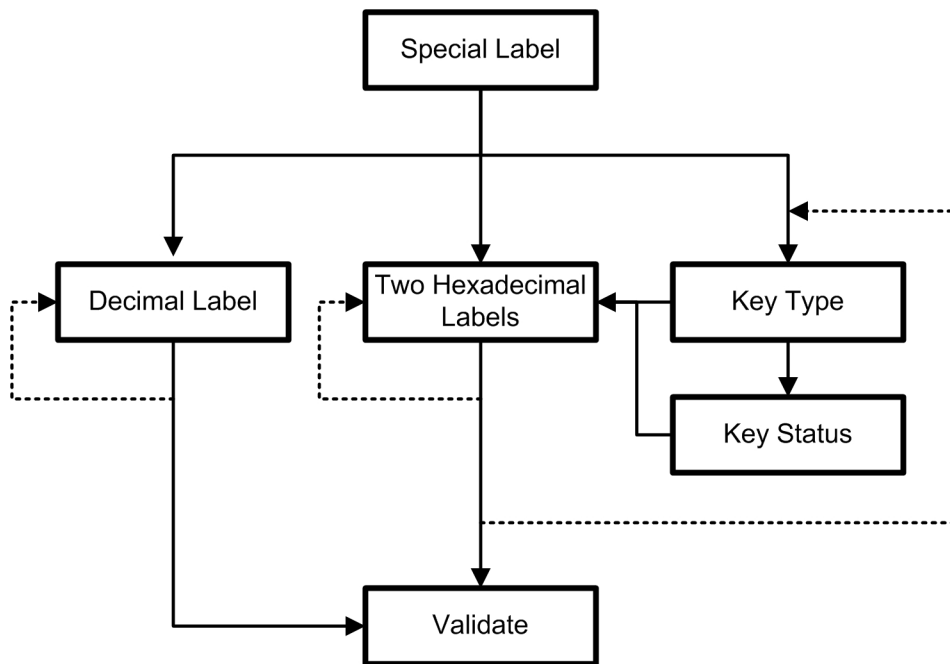 Special Label
Decimal Label
Two Hexadecimal
Labels
Key Type
Key Status
Validate